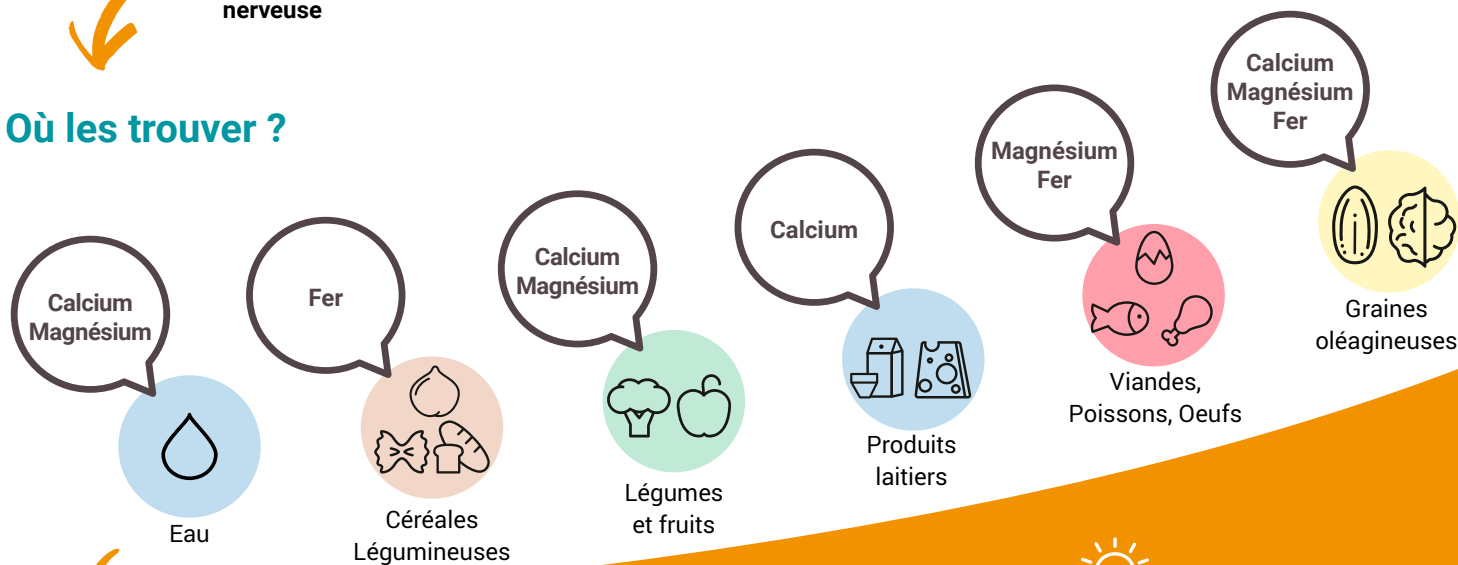 nerveuse
Où les trouver ?
Calcium
Magnésium
Eau
Fer
Céréales
Légumineuses
Calcium
Magnésium
Légumes
et fruits
Calcium
Produits
laitiers
Magnésium
Fer
Viandes,
Poissons, Oeufs
Calcium
Magnésium
Fer
Graines
oléagineuses